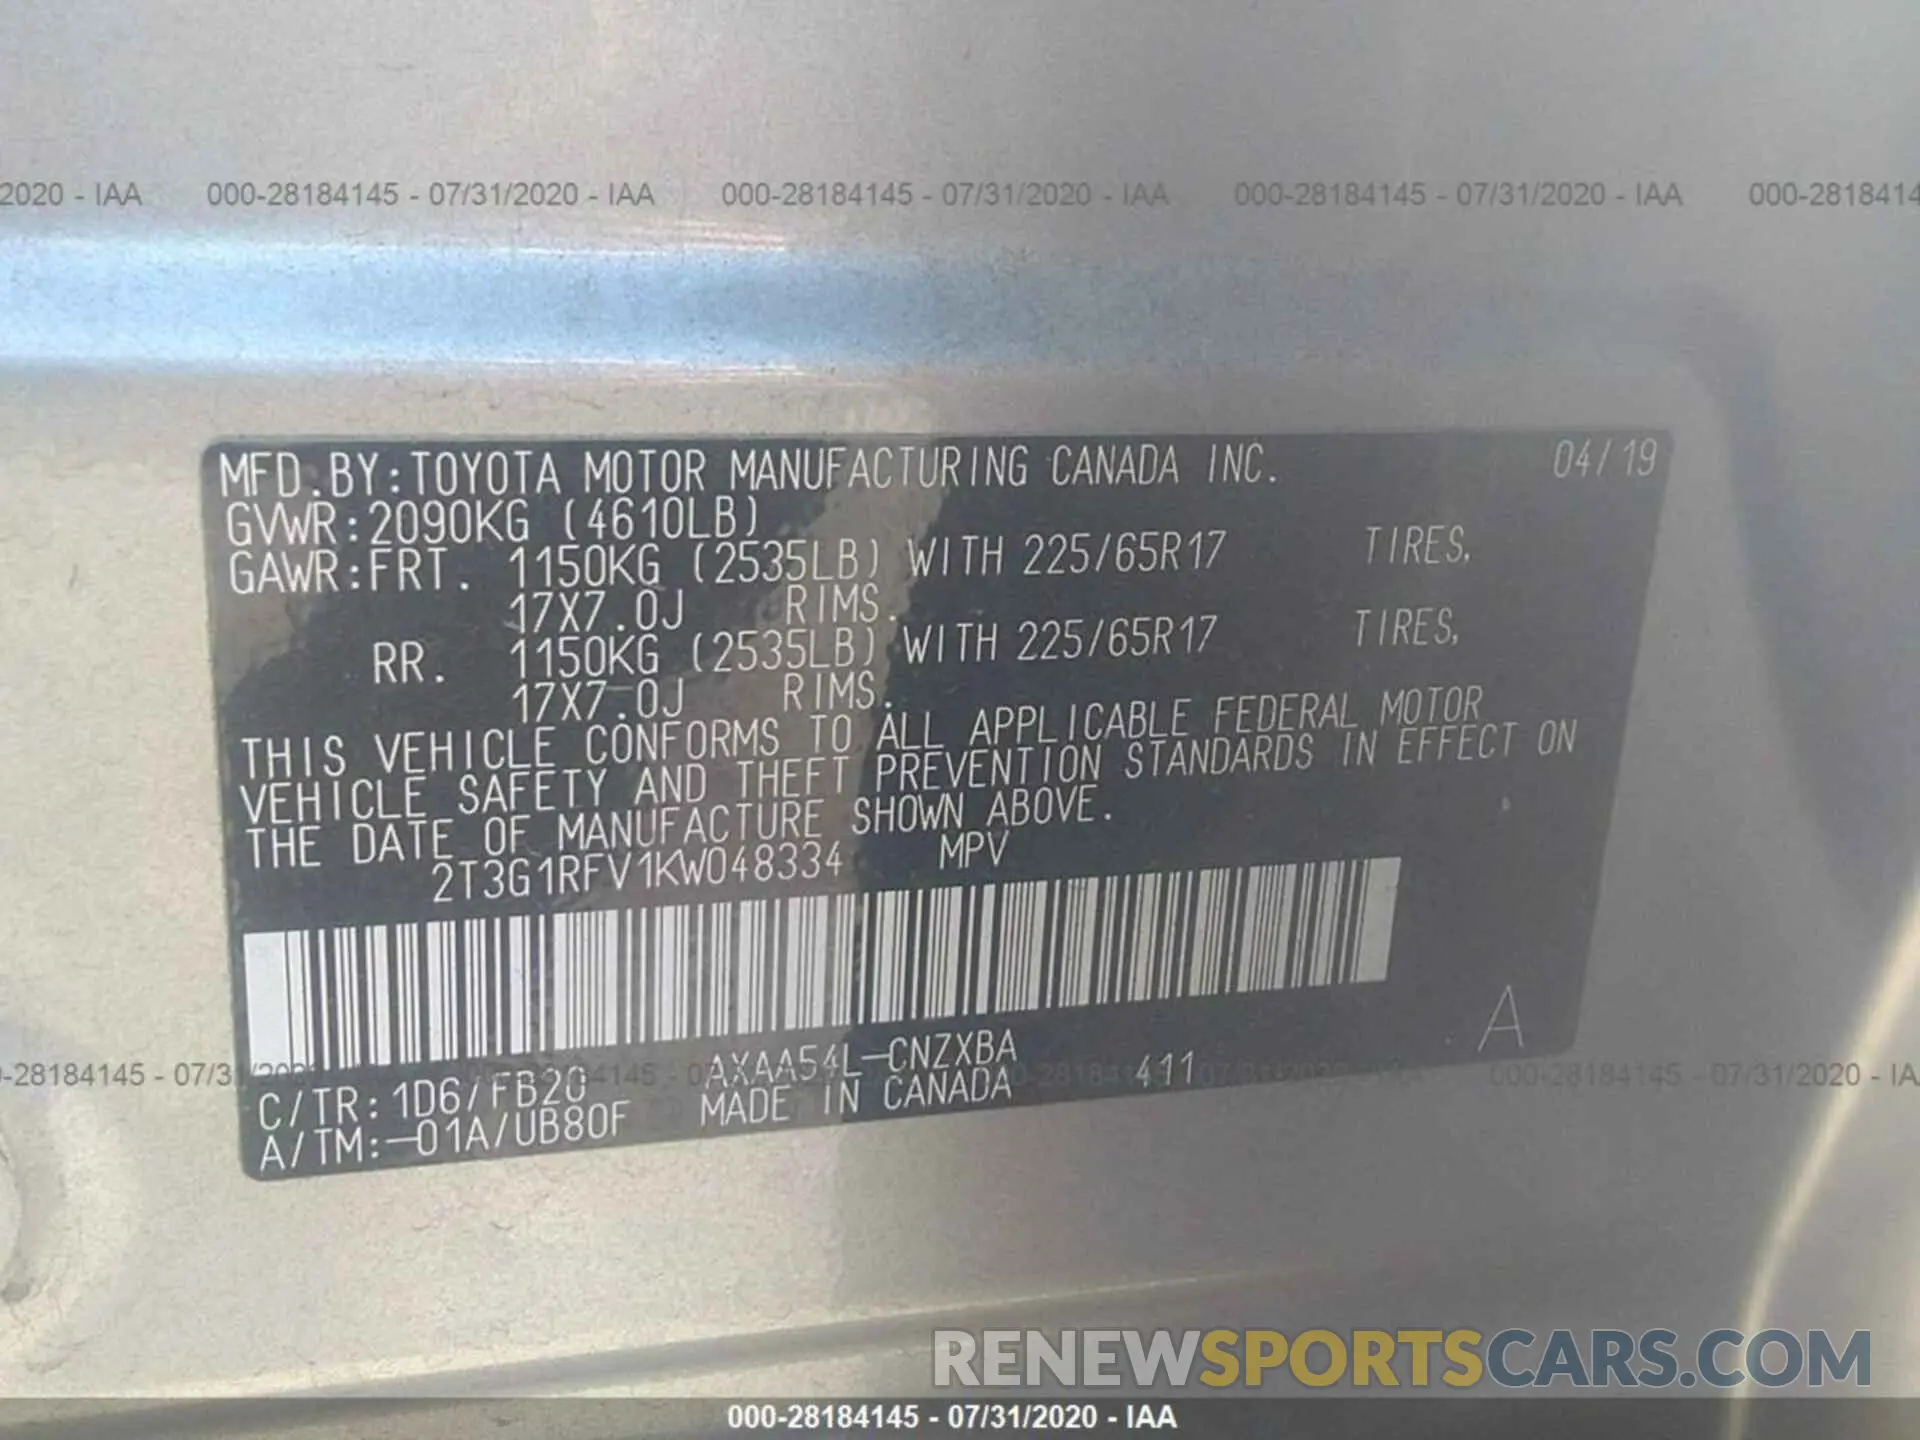 2020 - IAA 000-28184145 - 07/31/2020 - IAA 000-28184145 - 07/31/2020 - IAA 000-28184145 - 07/31/2020 - IAA 000-2818414
MFD.BY:TOYOTA MOTOR MANUFACTURING CANADA INC. 04/19
GVWR:2090KG (4610LB)
GAWR:FRT. 1150KG (2535LB) WITH 225/65R17 TIRES,
17X7.0J RIMS.
RR. 1150KG (2535LB) WITH 225/65R17 TIRES,
17X7.0J RIMS.
THIS VEHICLE CONFORMS TO ALL APPLICABLE FEDERAL MOTOR
VEHICLE SAFETY AND THEFT PREVENTION STANDARDS IN EFFECT ON
THE DATE OF MANUFACTURE SHOWN ABOVE.
2T3G1RFV1KW048334 MPV
A
AXAA54L-CNZXBA 411
-28184145 - 07/31/2020 000-28184145 - 07/31/2020 - IA
C/TR:1D6/FB20 MADE IN CANADA
A/TM:-01A/UB80F
RENEWSPORTSCARS.COM
000-28184145 - 07/31/2020 - IAA